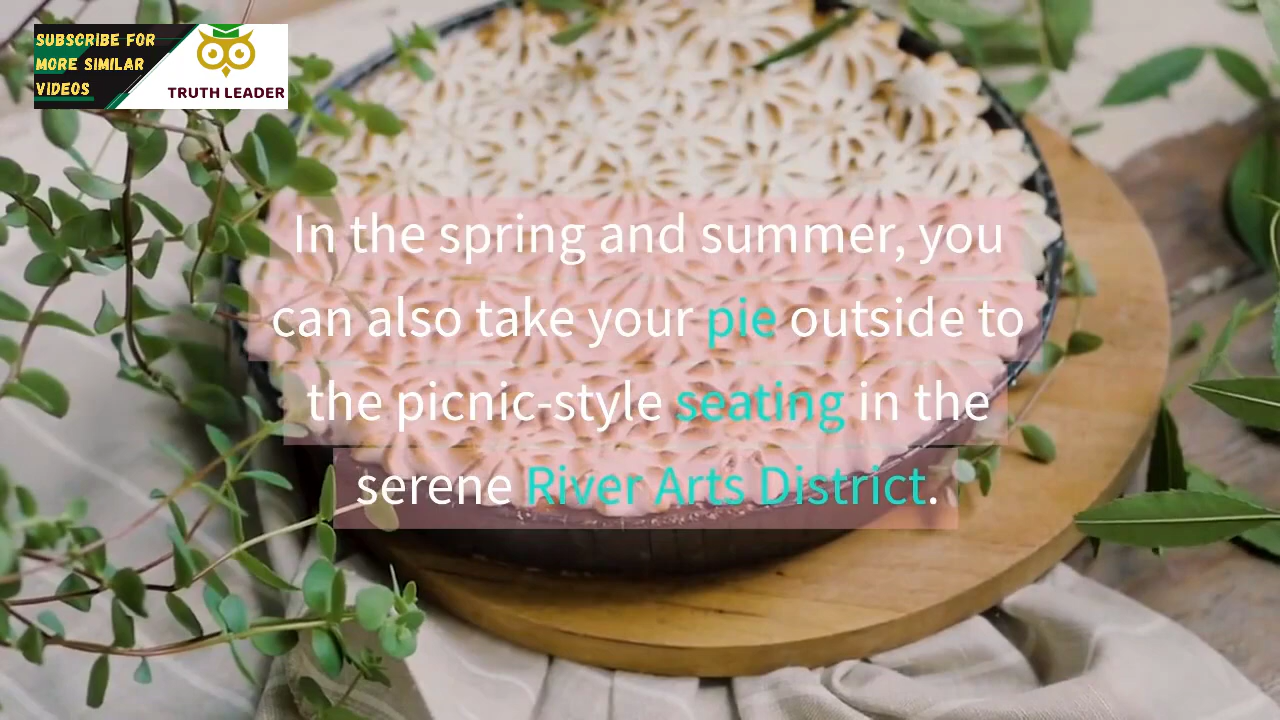 SUBSCRIBE FOR
MORE SIMILAR
VIDEOS
TRUTH LEADER
In the spring and summer, you
can also take your pie outside to
the picnic-style seating in the
serene River Arts District.